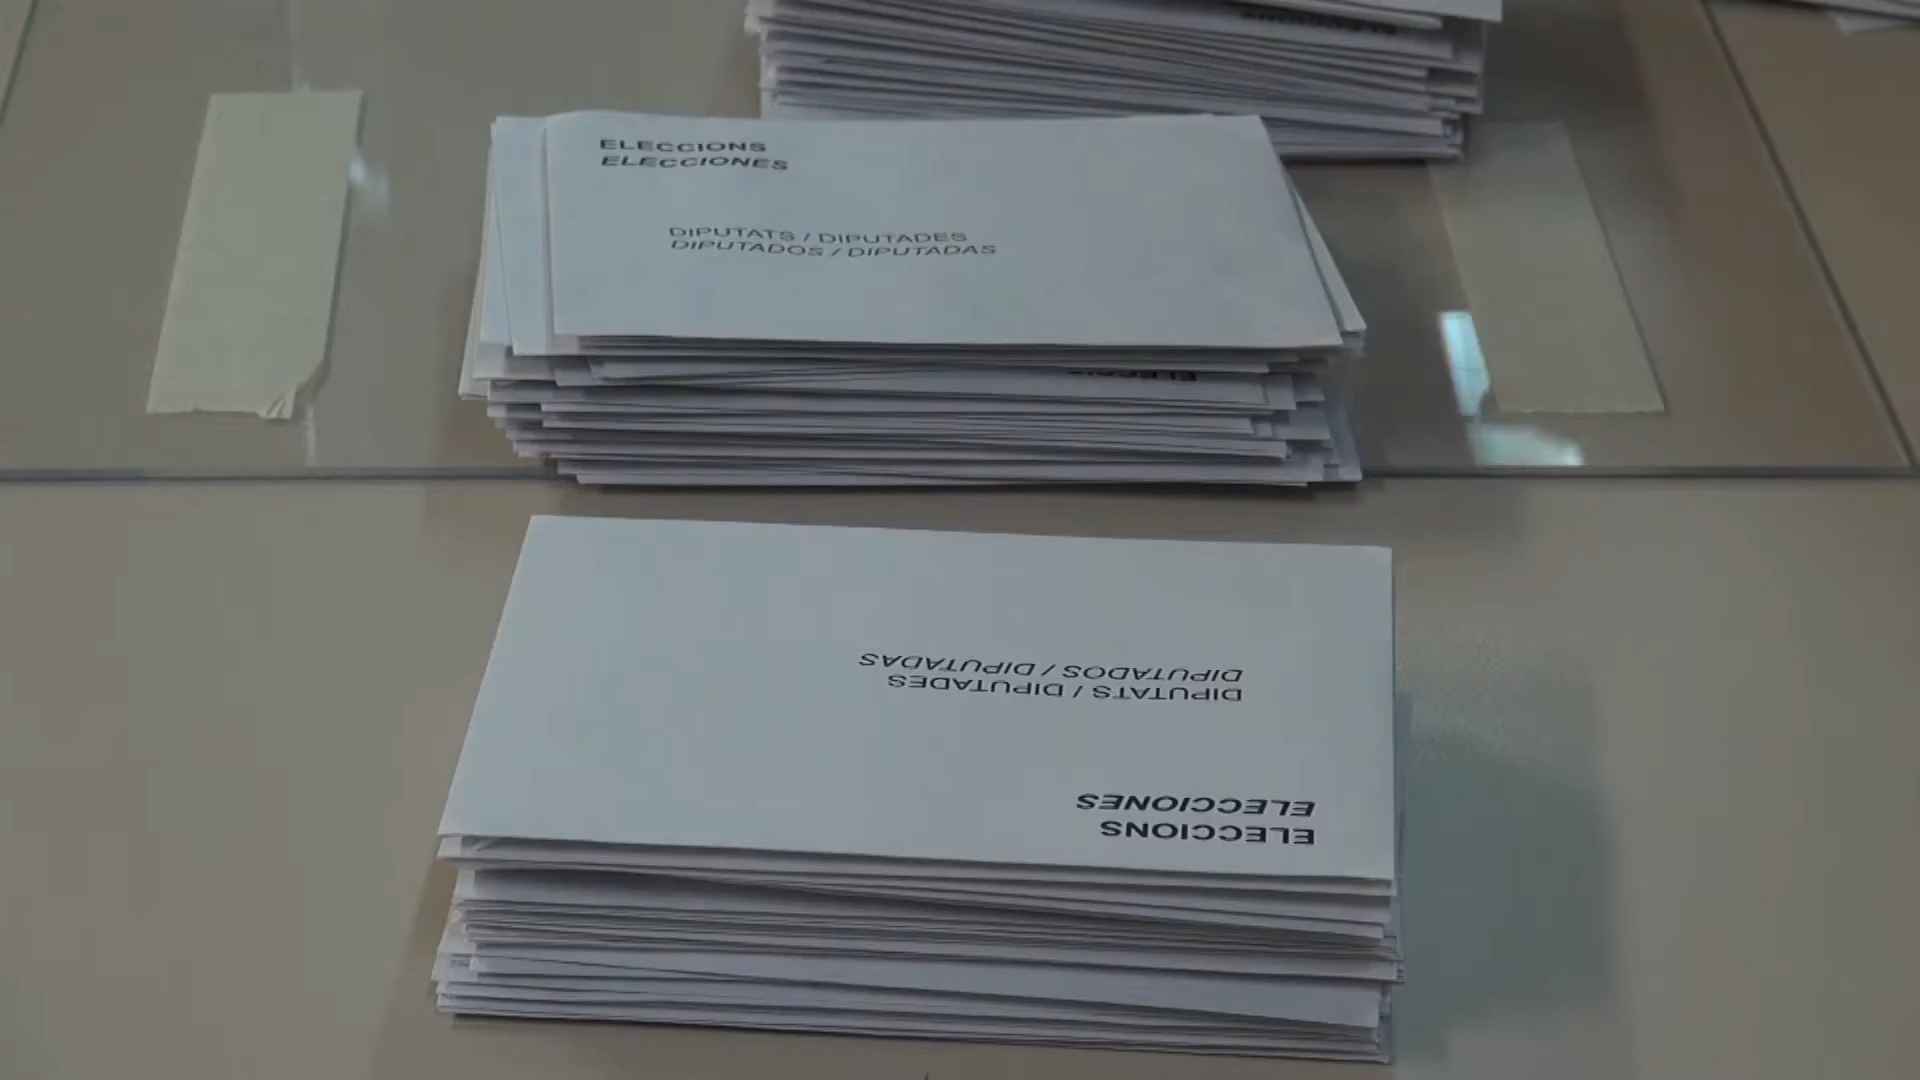 ELECCIONS
ELECCIONES
DIPUTATS / DIPUTADES
DIPUTADOS / DIPUTADAS
ELECCIONS
ELECCIONES
DIPUTATS / DIPUTADES
DIPUTADOS / DIPUTADAS